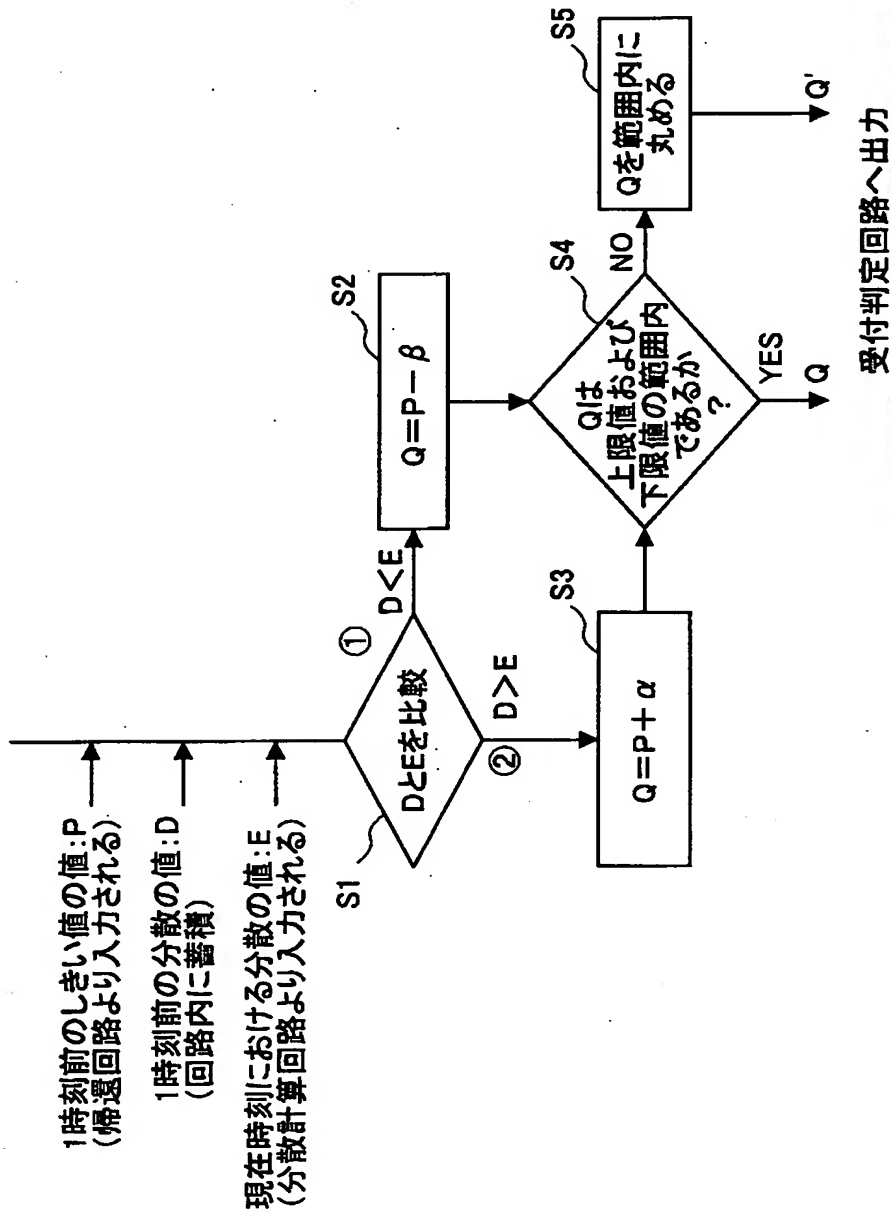 1時刻前のしきい値の値:P
(帰還回路より入力される)
1時刻前の分散の値:D
(回路内に蓄積)
現在時刻における分散の値:E
(分散計算回路より入力される)
S1
DとEを比較
①
D<E
②
D>E
S2
Q=P-β
S3
Q=P+α
S4
Qは
上限値および
下限値の範囲内
であるか
?
NO
YES
Q
S5
Qを範囲内に
丸める
Q'
受付判定回路へ出力